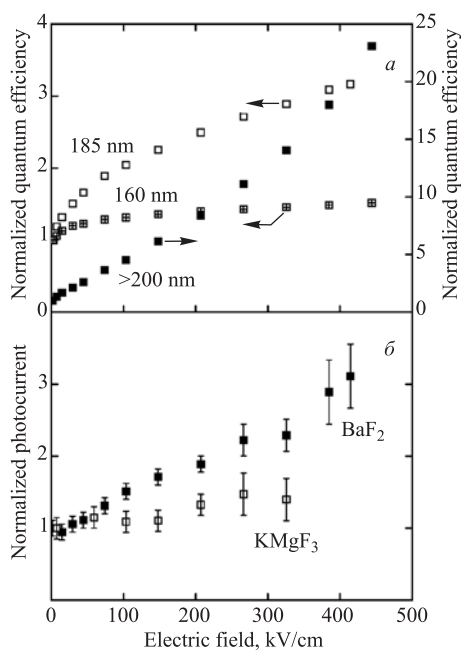 Normalized quantum efficiency
4
3
2
1
0
25
20
15
10
5
0
Normalized quantum efficiency
а
185 nm
160 nm
>200 nm
Normalized photocurrent
3
2
1
б
BaF2
KMgF3
0
100
200
300
400
500
Electric field, kV/cm